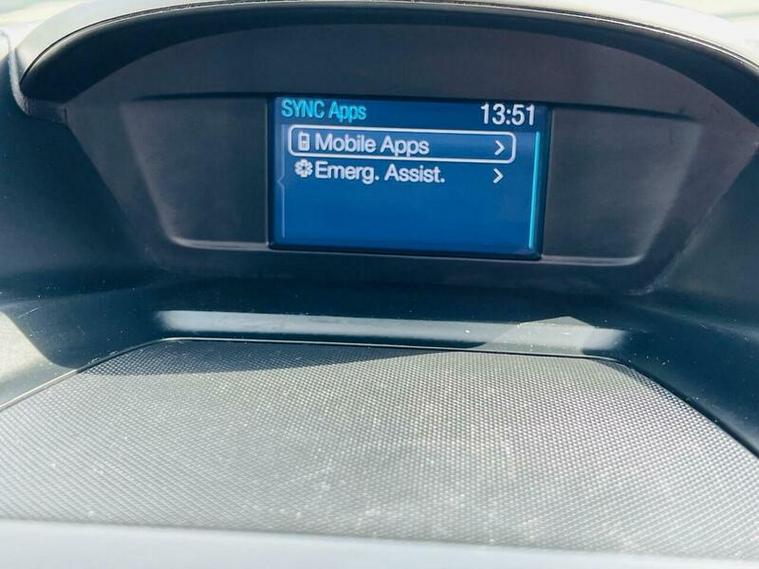 SYNC Apps 13:51
Mobile Apps
Emerg. Assist.